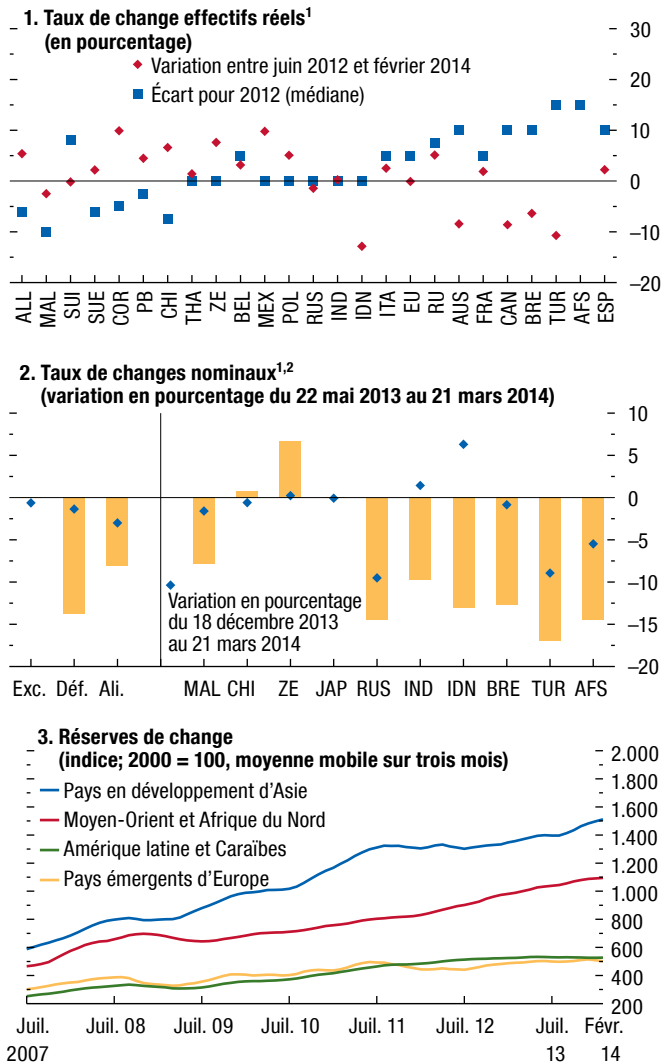 1. Taux de change effectifs réels¹
(en pourcentage)
Variation entre juin 2012 et février 2014
Écart pour 2012 (médiane)
30
20
10
0
–10
–20
ALL MAL SUI SUE COR PB CHI THA ZE BEL MEX POL RUS IND IDN ITA EU RU AUS FRA CAN BRE TUR AFS ESP
2. Taux de changes nominaux¹,²
(variation en pourcentage du 22 mai 2013 au 21 mars 2014)
10
5
0
–5
–10
–15
–20
Variation en pourcentage
du 18 décembre 2013
au 21 mars 2014
Exc. Déf. Ali. MAL CHI ZE JAP RUS IND IDN BRE TUR AFS
3. Réserves de change
(indice; 2000 = 100, moyenne mobile sur trois mois)
Pays en développement d’Asie
Moyen-Orient et Afrique du Nord
Amérique latine et Caraïbes
Pays émergents d’Europe
2.000
1.800
1.600
1.400
1.200
1.000
800
600
400
200
Juil. Juil. 08 Juil. 09 Juil. 10 Juil. 11 Juil. 12 Juil. Févr.
2007 13 14